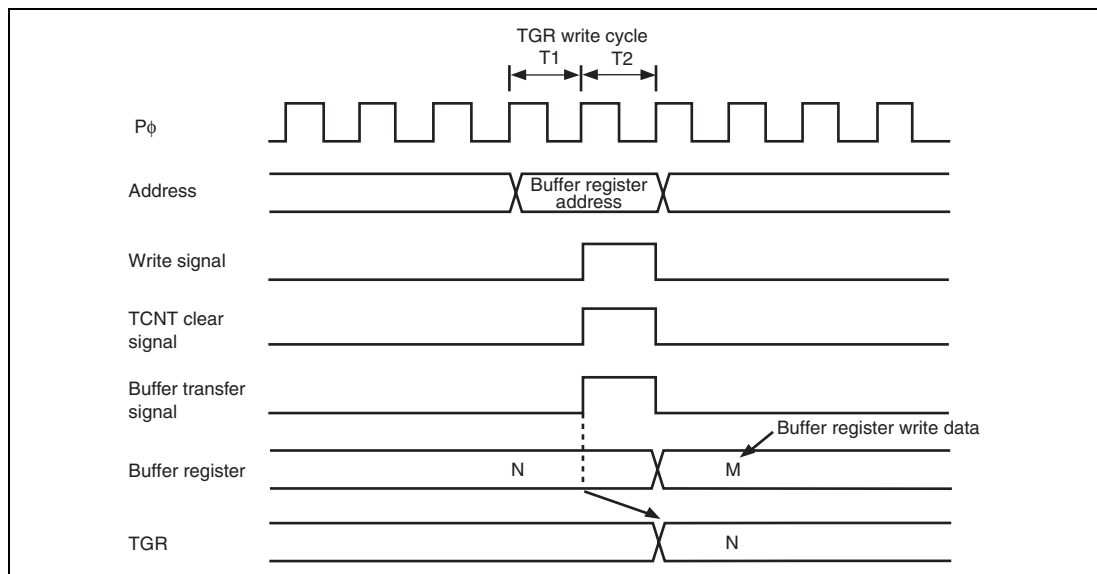 TGR write cycle
T1 T2
Pϕ
Address
Buffer register
address
Write signal
TCNT clear
signal
Buffer transfer
signal
Buffer register write data
Buffer register N M
TGR N